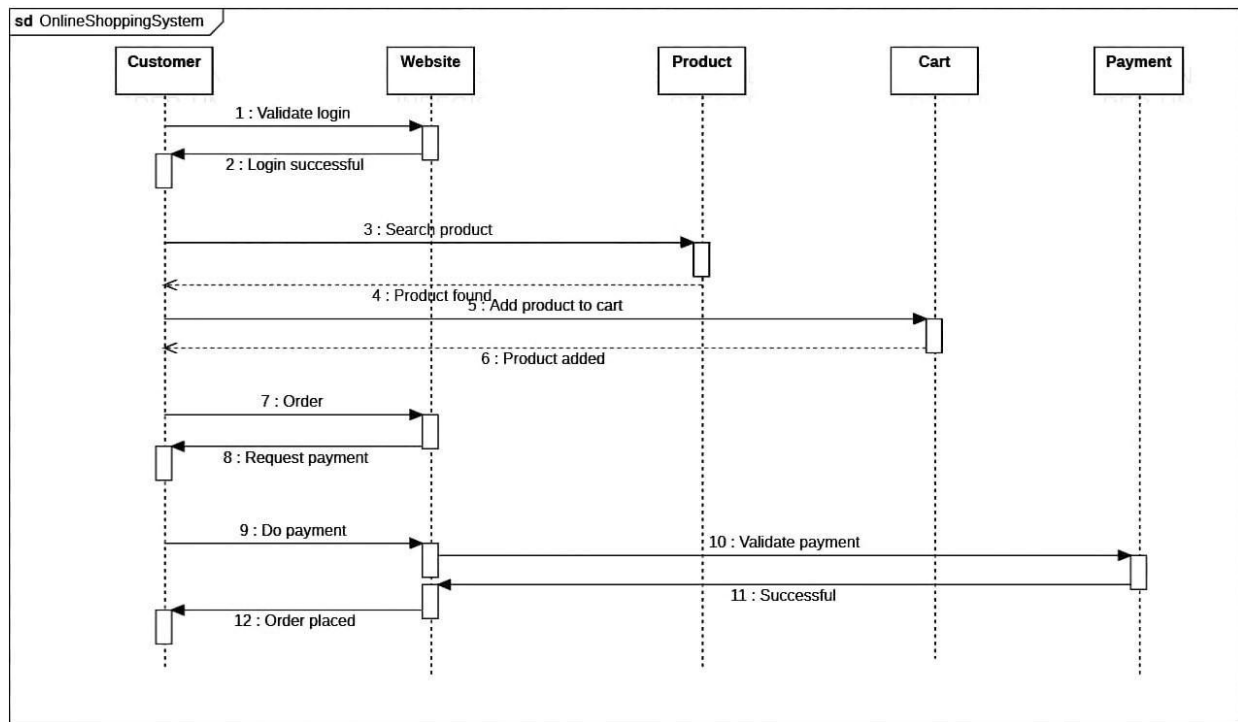 sd OnlineShoppingSystem
Customer
Website
Product
Cart
Payment
1 : Validate login
2 : Login successful
3 : Search product
4 : Product found
5 : Add product to cart
6 : Product added
7 : Order
8 : Request payment
9 : Do payment
10 : Validate payment
11 : Successful
12 : Order placed